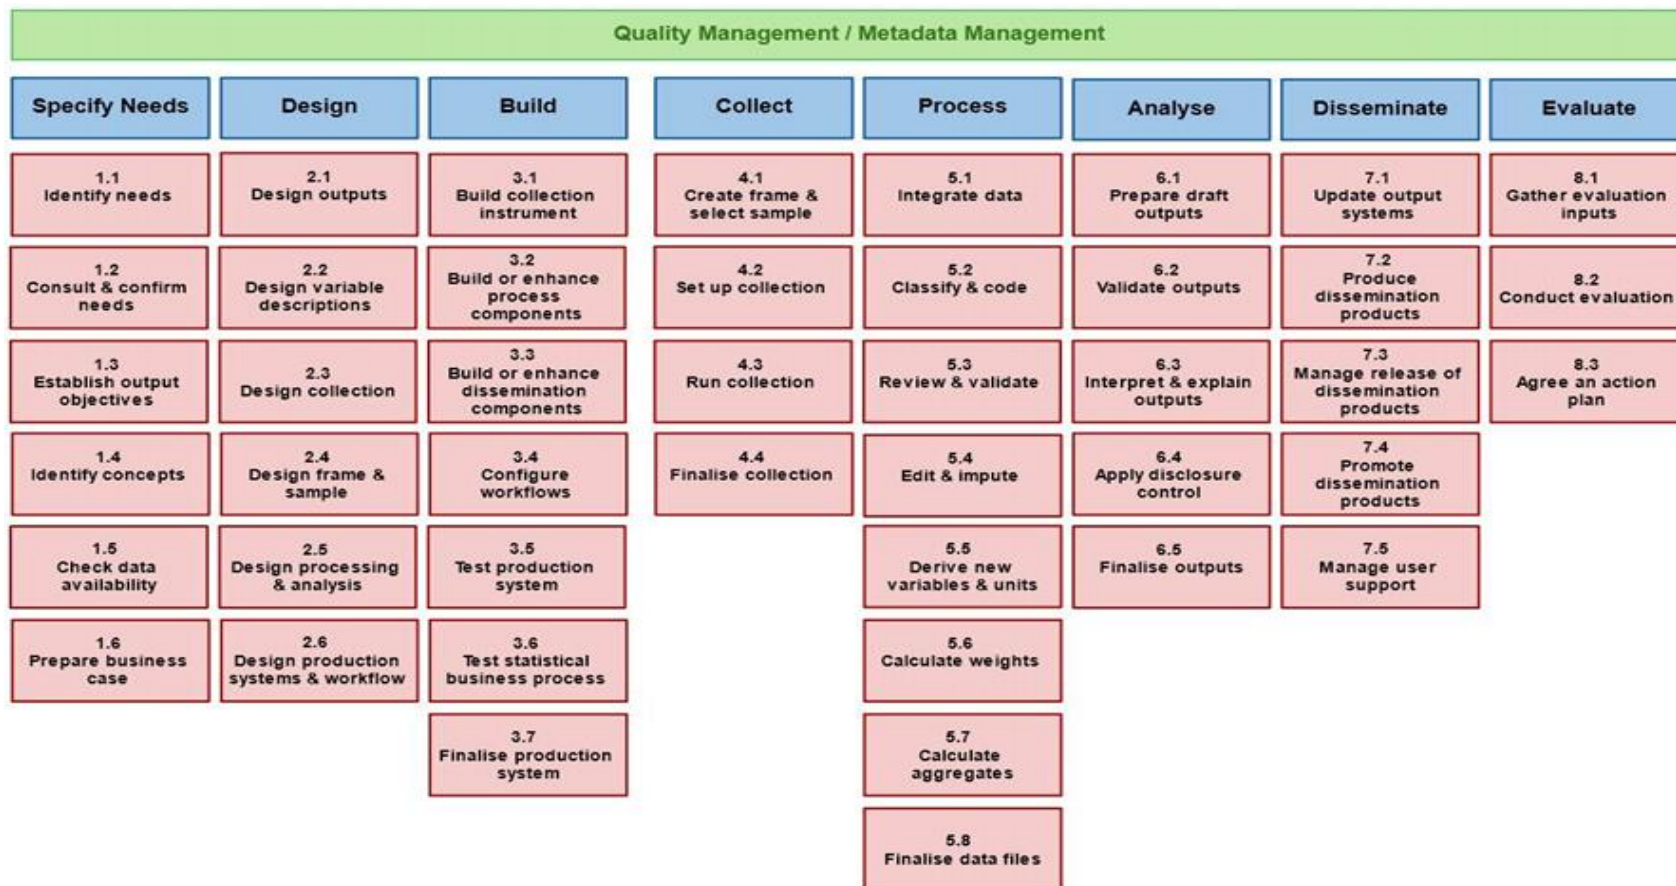 Quality Management / Metadata Management
Specify Needs
Design
Build
Collect
Process
Analyse
Disseminate
Evaluate
1.1
Identify needs
2.1
Design outputs
3.1
Build collection
instrument
4.1
Create frame &
select sample
5.1
Integrate data
6.1
Prepare draft
outputs
7.1
Update output
systems
8.1
Gather evaluation
inputs
1.2
Consult & confirm
needs
2.2
Design variable
descriptions
3.2
Build or enhance
process
components
4.2
Set up collection
5.2
Classify & code
6.2
Validate outputs
7.2
Produce
dissemination
products
8.2
Conduct evaluation
1.3
Establish output
objectives
2.3
Design collection
3.3
Build or enhance
dissemination
components
4.3
Run collection
5.3
Review & validate
6.3
Interpret & explain
outputs
7.3
Manage release of
dissemination
products
8.3
Agree an action
plan
1.4
Identify concepts
2.4
Design frame &
sample
3.4
Configure
workflows
4.4
Finalise collection
5.4
Edit & impute
6.4
Apply disclosure
control
7.4
Promote
dissemination
products
1.5
Check data
availability
2.5
Design processing
& analysis
3.5
Test production
system
5.5
Derive new
variables & units
6.5
Finalise outputs
7.5
Manage user
support
1.6
Prepare business
case
2.6
Design production
systems & workflow
3.6
Test statistical
business process
5.6
Calculate weights
3.7
Finalise production
system
5.7
Calculate
aggregates
5.8
Finalise data files